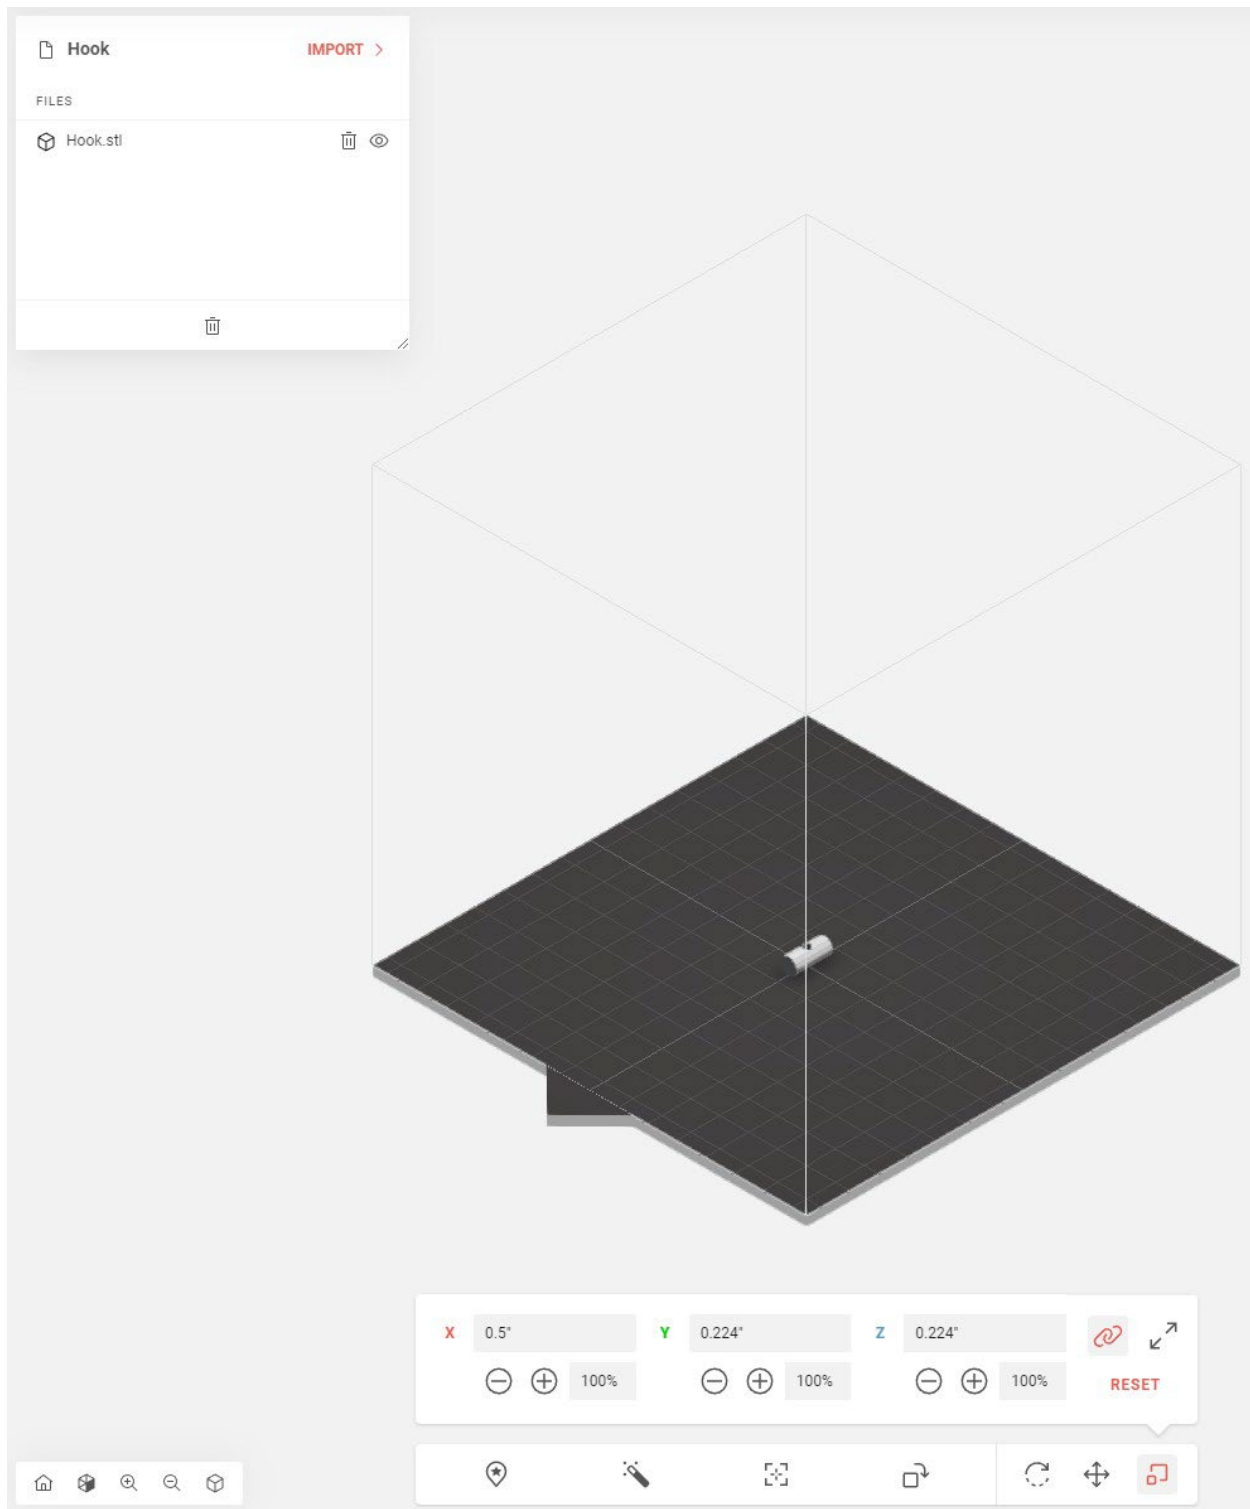 Hook IMPORT >
FILES
Hook.stl
X 0.5" Y 0.224" Z 0.224"
100% 100% 100% RESET